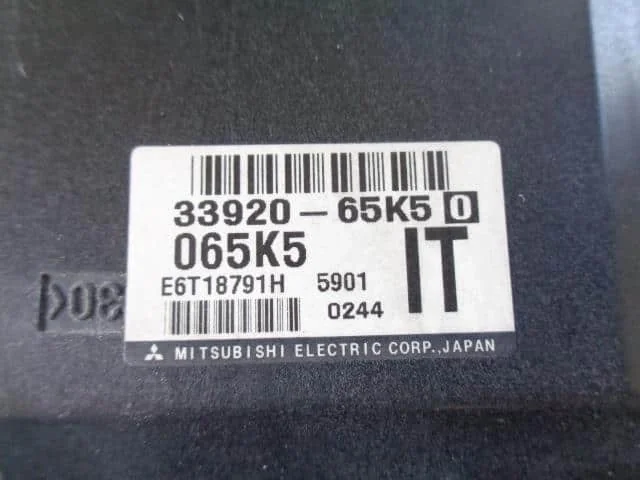 33920-65K5 0
065K5 IT
E6T18791H 5901
0244
MITSUBISHI ELECTRIC CORP.,JAPAN